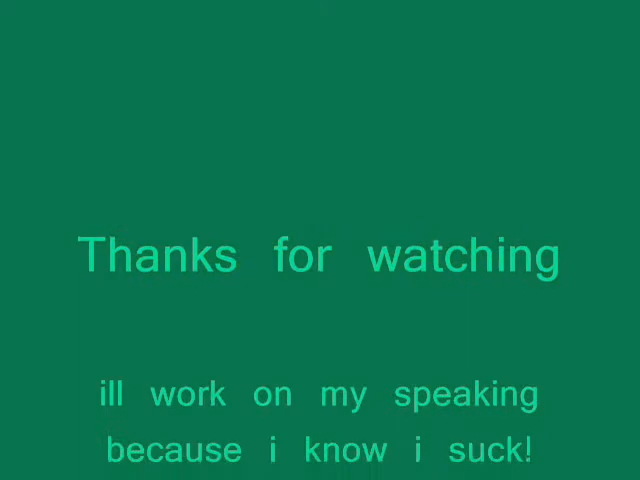 Thanks for watching
ill work on my speaking
because i know i suck!